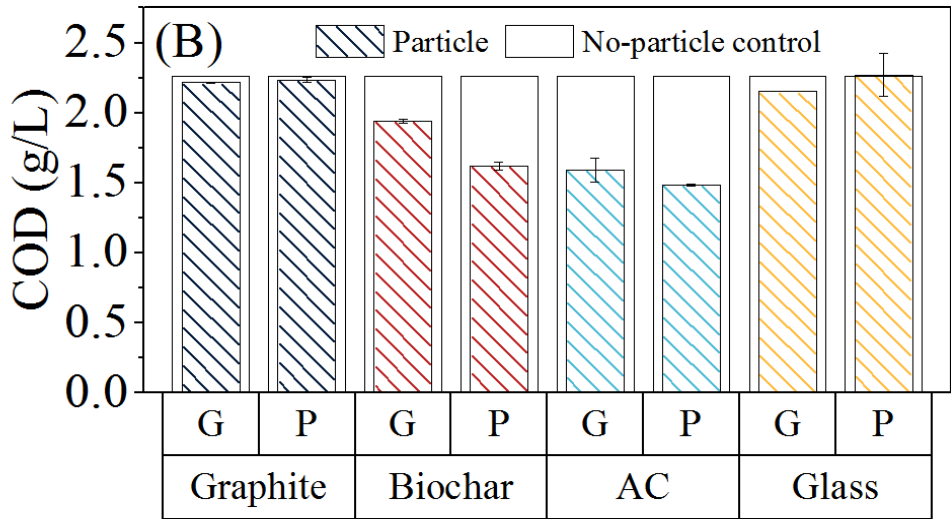 (B) Particle No-particle control
COD (g/L)
2.5
2.0
1.5
1.0
0.5
0.0
G P G P G P G P
Graphite Biochar AC Glass